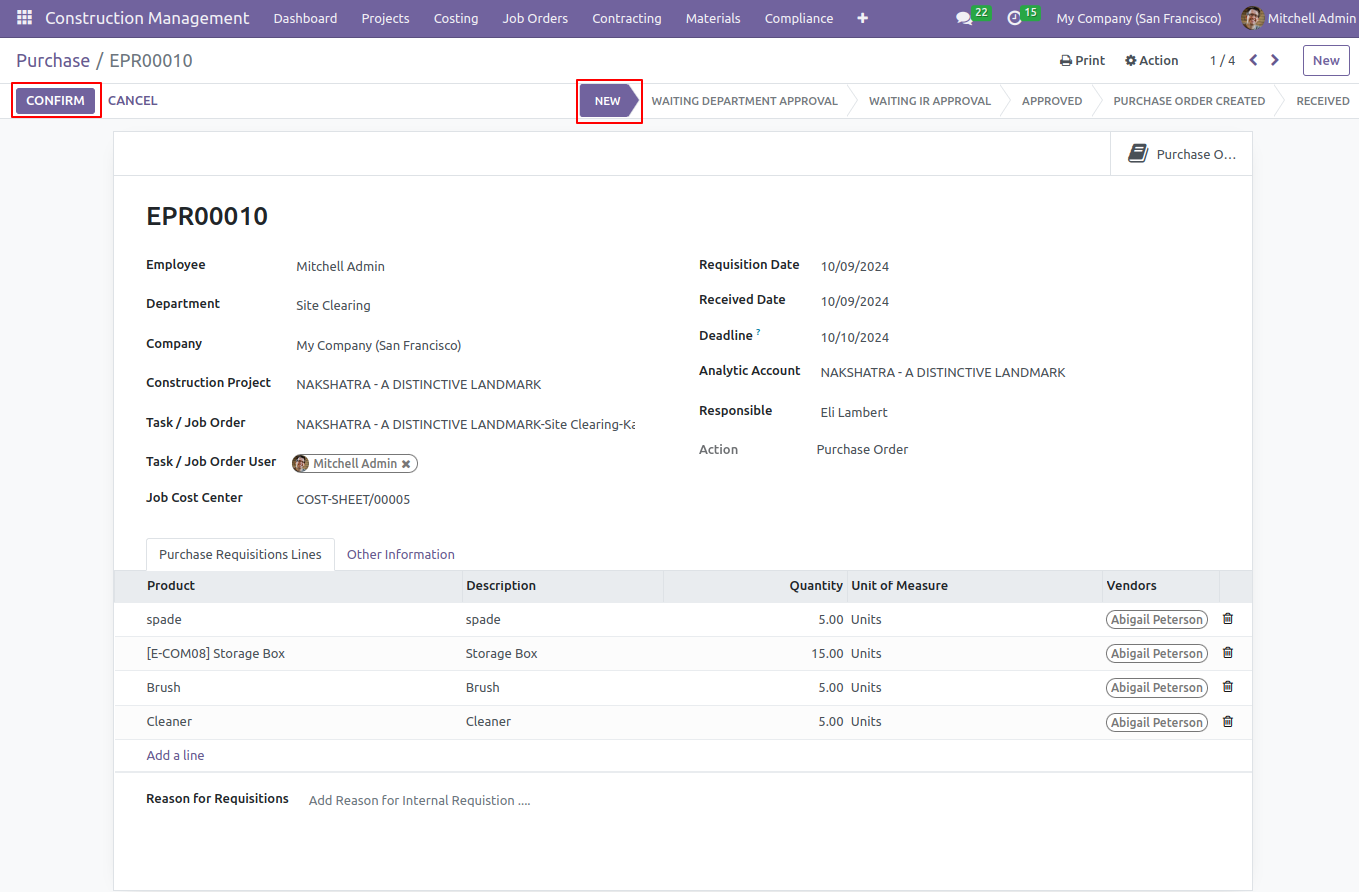 Construction Management Dashboard Projects Costing Job Orders Contracting Materials Compliance + 22 15 My Company (San Francisco) Mitchell Admin
Purchase / EPR00010 Print Action 1 / 4 New
CONFIRM CANCEL NEW WAITING DEPARTMENT APPROVAL WAITING IR APPROVAL APPROVED PURCHASE ORDER CREATED RECEIVED
Purchase O...
EPR00010
Employee Mitchell Admin Requisition Date 10/09/2024
Department Site Clearing Received Date 10/09/2024
Company My Company (San Francisco) Deadline ? 10/10/2024
Construction Project NAKSHATRA - A DISTINCTIVE LANDMARK Analytic Account NAKSHATRA - A DISTINCTIVE LANDMARK
Task / Job Order NAKSHATRA - A DISTINCTIVE LANDMARK-Site Clearing-Ka Responsible Eli Lambert
Task / Job Order User Mitchell Admin Action Purchase Order
Job Cost Center COST-SHEET/00005
Purchase Requisitions Lines Other Information
Product Description Quantity Unit of Measure Vendors
spade spade 5.00 Units Abigail Peterson
[E-COM08] Storage Box Storage Box 15.00 Units Abigail Peterson
Brush Brush 5.00 Units Abigail Peterson
Cleaner Cleaner 5.00 Units Abigail Peterson
Add a line
Reason for Requisitions Add Reason for Internal Requistion ....